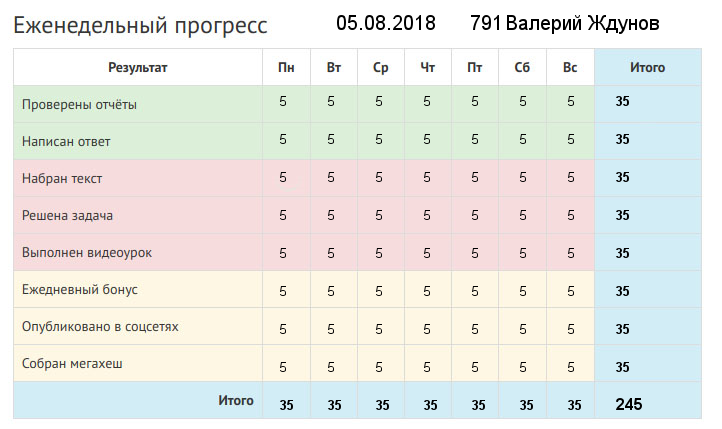 Еженедельный прогресс 05.08.2018 791 Валерий Ждунов
Результат Пн Вт Ср Чт Пт Сб Вс Итого
Проверены отчёты 5 5 5 5 5 5 5 35
Написан ответ 5 5 5 5 5 5 5 35
Набран текст 5 5 5 5 5 5 5 35
Решена задача 5 5 5 5 5 5 5 35
Выполнен видеоурок 5 5 5 5 5 5 5 35
Ежедневный бонус 5 5 5 5 5 5 5 35
Опубликовано в соцсетях 5 5 5 5 5 5 5 35
Собран мегахеш 5 5 5 5 5 5 5 35
Итого 35 35 35 35 35 35 35 245